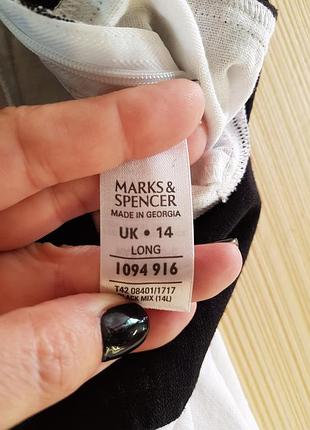 MARKS &
SPENCER
MADE IN GEORGIA
UK • 14
LONG
1094 916
T42 08401/1717
BLACK MIX (14L)